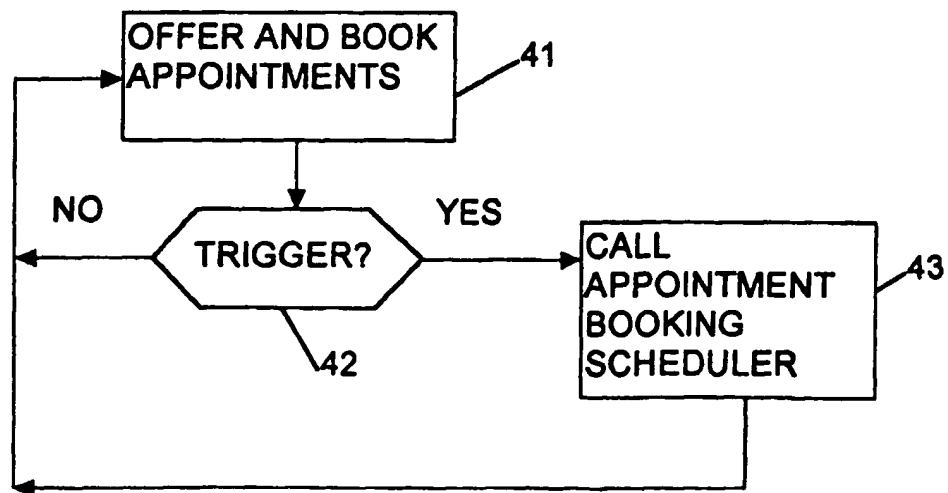 OFFER AND BOOK
APPOINTMENTS
41
NO
YES
TRIGGER?
42
CALL
APPOINTMENT
BOOKING
SCHEDULER
43